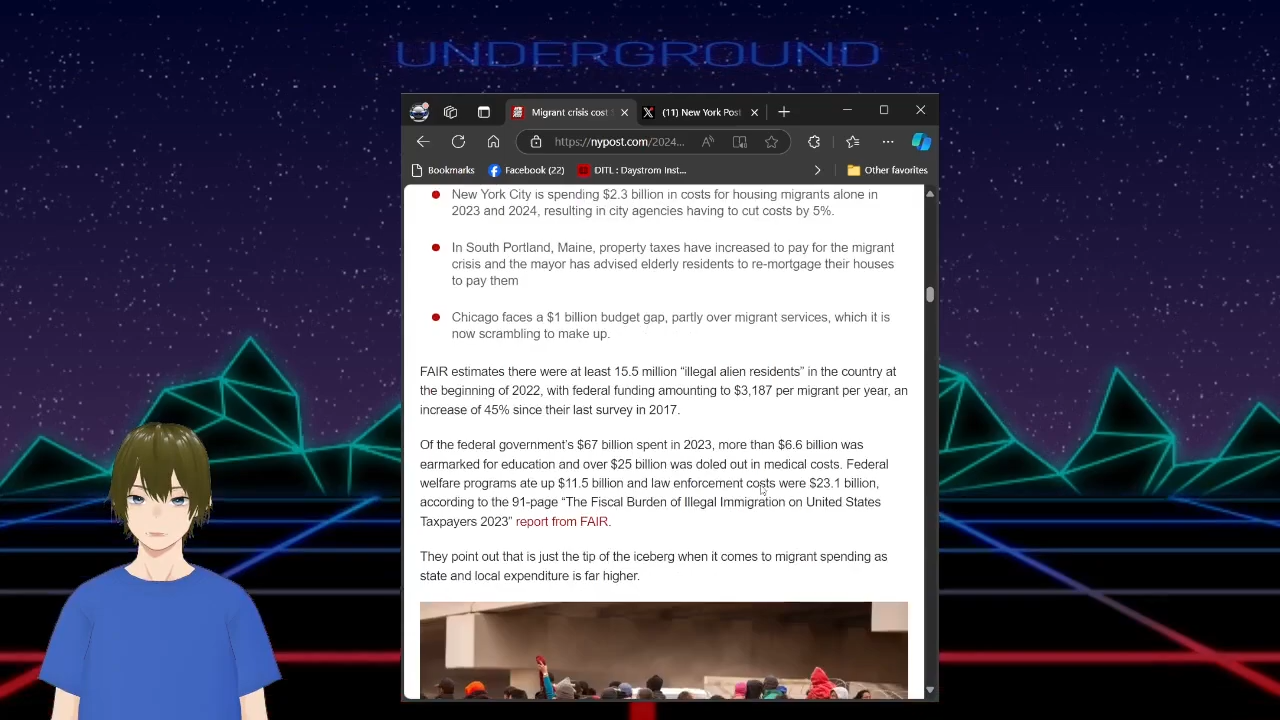 UNDERGROUND
Migrant crisis cost
(11) New York Post
https://nypost.com/2024...
Bookmarks
Facebook (22)
DITL : Daystrom Inst...
Other favorites
New York City is spending $2.3 billion in costs for housing migrants alone in
2023 and 2024, resulting in city agencies having to cut costs by 5%.
In South Portland, Maine, property taxes have increased to pay for the migrant
crisis and the mayor has advised elderly residents to re-mortgage their houses
to pay them
Chicago faces a $1 billion budget gap, partly over migrant services, which it is
now scrambling to make up.
FAIR estimates there were at least 15.5 million “illegal alien residents” in the country at
the beginning of 2022, with federal funding amounting to $3,187 per migrant per year, an
increase of 45% since their last survey in 2017.
Of the federal government’s $67 billion spent in 2023, more than $6.6 billion was
earmarked for education and over $25 billion was doled out in medical costs. Federal
welfare programs ate up $11.5 billion and law enforcement costs were $23.1 billion,
according to the 91-page “The Fiscal Burden of Illegal Immigration on United States
Taxpayers 2023” report from FAIR.
They point out that is just the tip of the iceberg when it comes to migrant spending as
state and local expenditure is far higher.